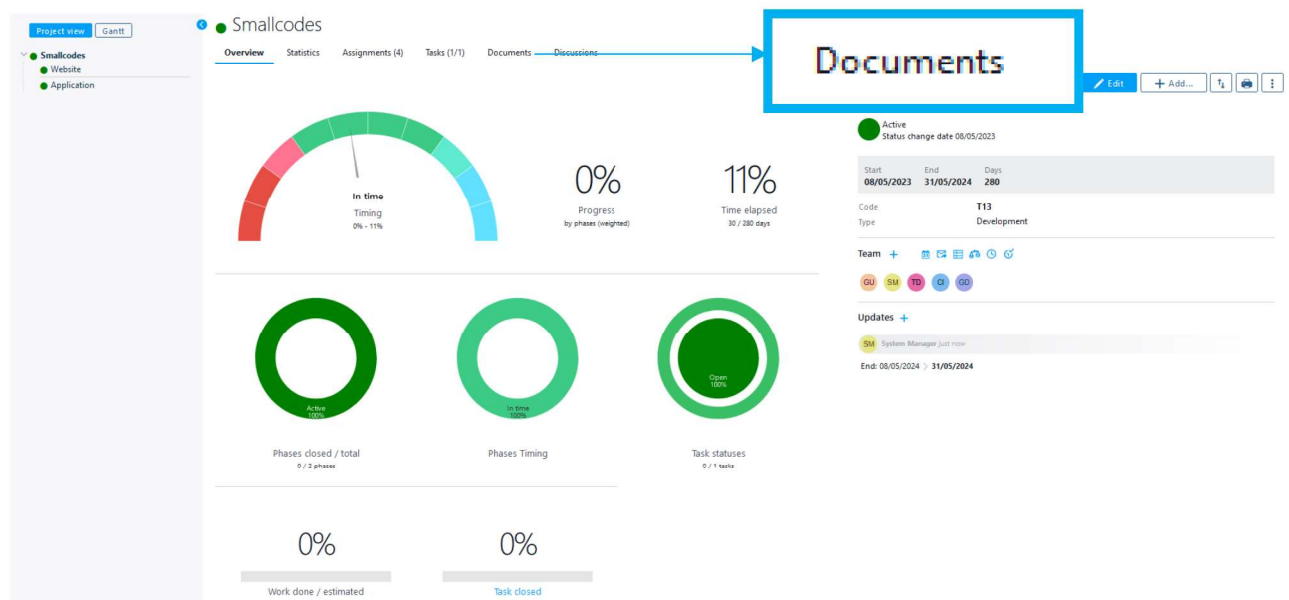 Project view Gantt
Smallcodes
Website
Application
Smallcodes
Overview Statistics Assignments (4) Tasks (1/1) Documents Discussions
Documents
Edit + Add...
In time
Timing
0% - 11%
0%
Progress
by phases (weighted)
11%
Time elapsed
30 / 280 days
Active
Status change date 08/05/2023
Start End Days
08/05/2023 31/05/2024 280
Code T13
Type Development
Team +
GU SM TD CI GD
Updates +
SM System Manager just now
End: 08/05/2024 > 31/05/2024
Active
100%
In time
100%
Open
100%
Phases closed / total
0 / 2 phases
Phases Timing
Task statuses
0 / 1 tasks
0%
Work done / estimated
0%
Task closed